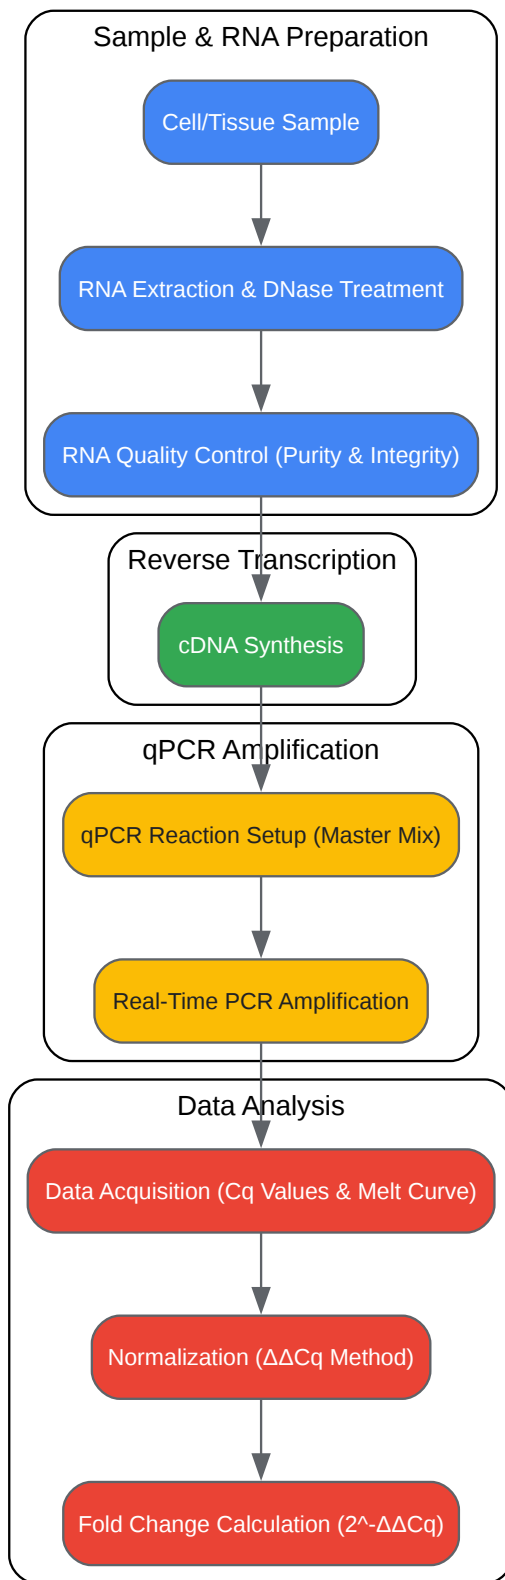 Sample & RNA Preparation
Cell/Tissue Sample
RNA Extraction & DNase Treatment
RNA Quality Control (Purity & Integrity)
Reverse Transcription
cDNA Synthesis
qPCR Amplification
qPCR Reaction Setup (Master Mix)
Real-Time PCR Amplification
Data Analysis
Data Acquisition (Cq Values & Melt Curve)
Normalization (ΔΔCq Method)
Fold Change Calculation (2^-ΔΔCq)